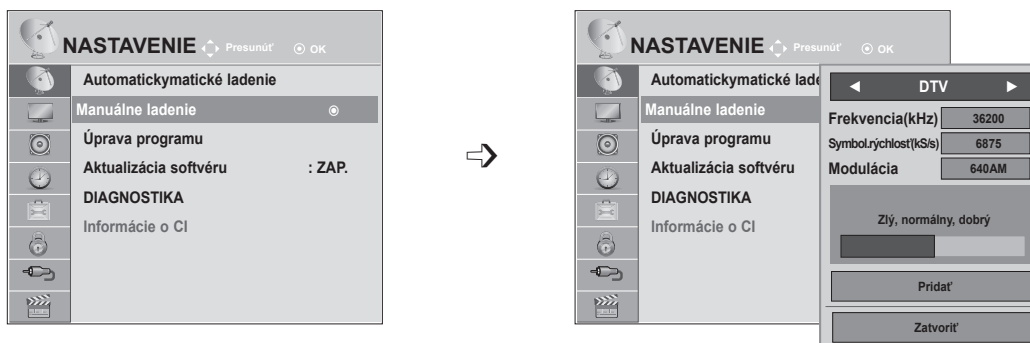 NASTAVENIE Presunúť OK
Automatickymatické ladenie
Manuálne ladenie
Úprava programu
Aktualizácia softvéru : ZAP.
DIAGNOSTIKA
Informácie o CI
NASTAVENIE Presunúť OK
Automatickymatické lade
Manuálne ladenie
Úprava programu
Aktualizácia softvéru
DIAGNOSTIKA
Informácie o CI
◄ DTV ►
Frekvencia(kHz) 36200
Symbol.rýchlosť(kS/s) 6875
Modulácia 640AM
Zlý, normálny, dobrý
Pridať
Zatvoriť